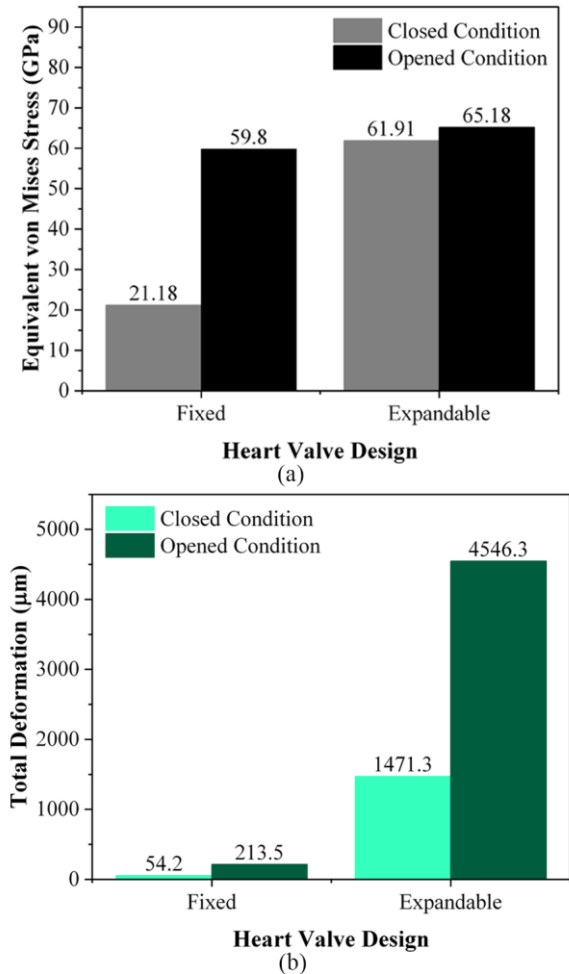 Equivalent von Mises Stress (GPa)
90
80
70
60
50
40
30
20
10
0
Closed Condition
Opened Condition
21.18
59.8
61.91
65.18
Fixed
Expandable
Heart Valve Design
(a)
Total Deformation (μm)
5000
4000
3000
2000
1000
0
Closed Condition
Opened Condition
54.2
213.5
1471.3
4546.3
Fixed
Expandable
Heart Valve Design
(b)